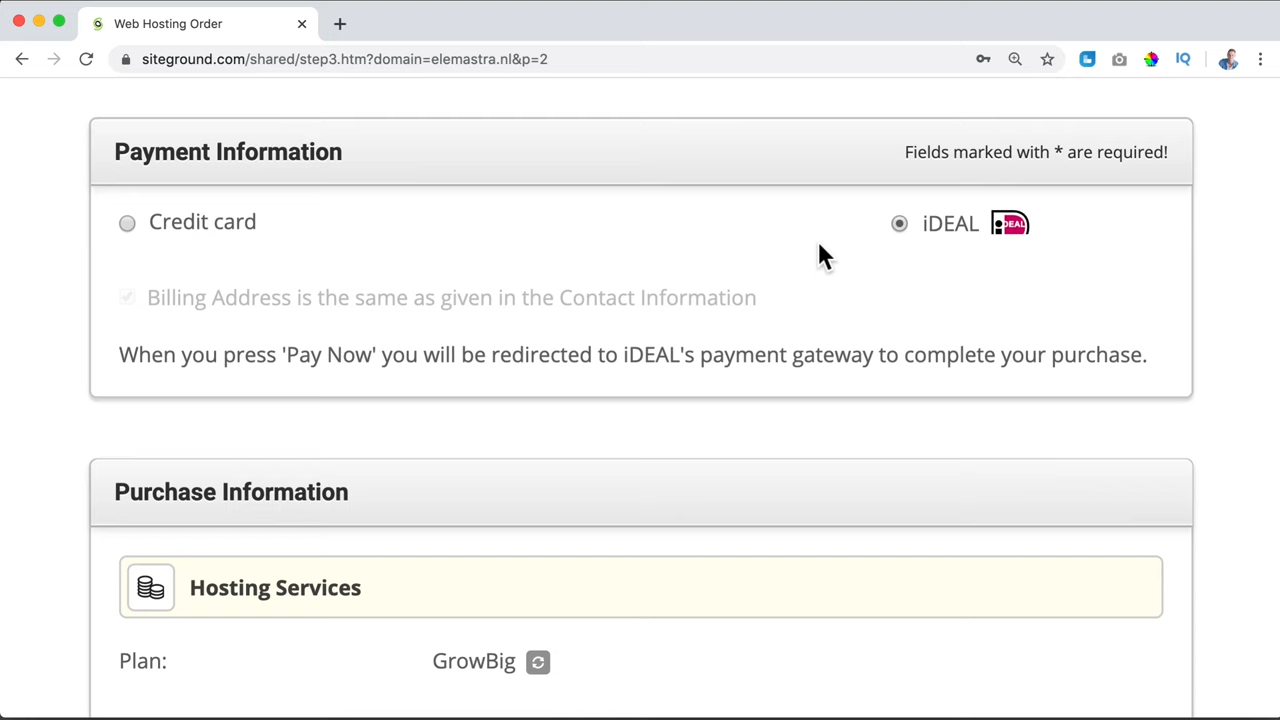 Web Hosting Order
siteground.com/shared/step3.htm?domain=elemastra.nl&p=2
IQ
Payment Information
Fields marked with * are required!
Credit card
iDEAL
iDEAL
Billing Address is the same as given in the Contact Information
When you press 'Pay Now' you will be redirected to iDEAL's payment gateway to complete your purchase.
Purchase Information
Hosting Services
Plan:
GrowBig